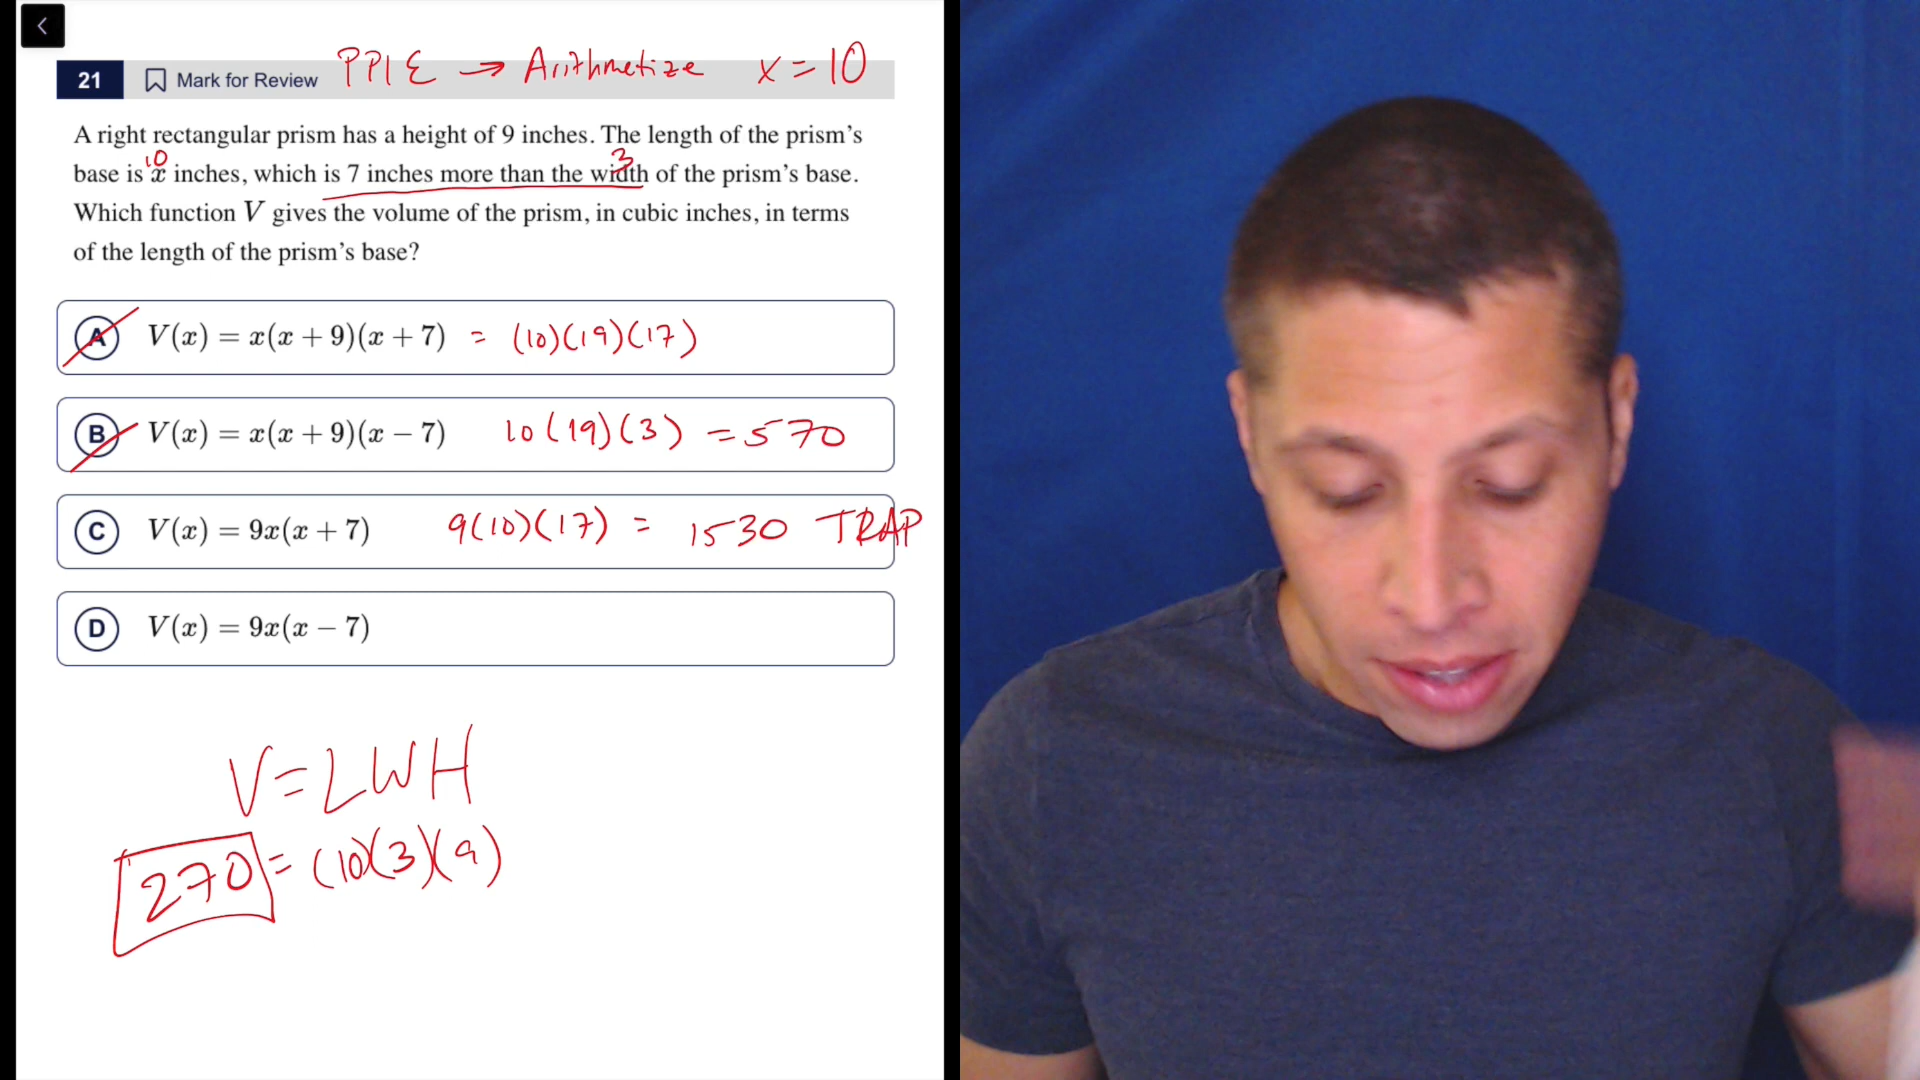 PPIE → Arithmetize x = 10
21 Mark for Review
A right rectangular prism has a height of 9 inches. The length of the prism's
10 3
base is x inches, which is 7 inches more than the width of the prism's base.
Which function V gives the volume of the prism, in cubic inches, in terms
of the length of the prism's base?
A V(x) = x(x + 9)(x + 7) = (10)(19)(17)
B V(x) = x(x + 9)(x − 7) 10(19)(3) = 570
C V(x) = 9x(x + 7) 9(10)(17) = 1530 TRAP
D V(x) = 9x(x − 7)
V = LWH
270 = (10)(3)(9)